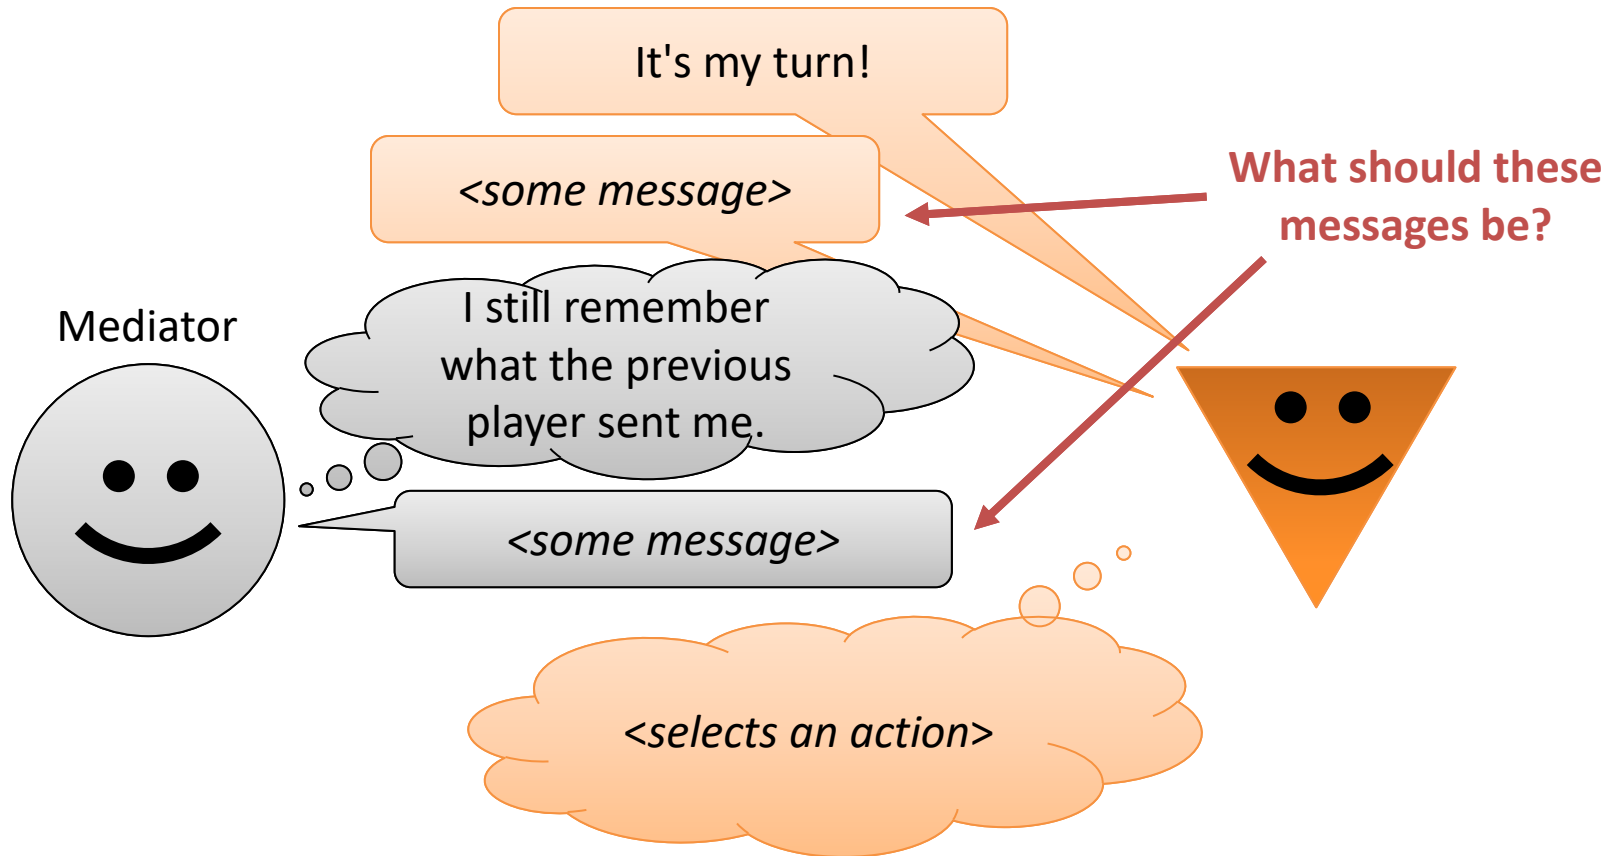 It's my turn!
<some message>
What should these
messages be?
Mediator
I still remember
what the previous
player sent me.
<some message>
<selects an action>